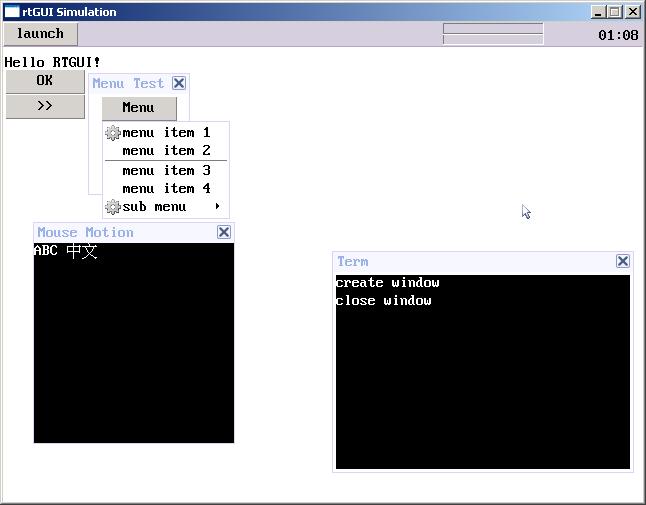 rtGUI Simulation
launch
01:08
Hello RTGUI!
OK
>>
Menu Test
Menu
menu item 1
menu item 2
menu item 3
menu item 4
sub menu
Mouse Motion
ABC 中文
Term
create window
close window